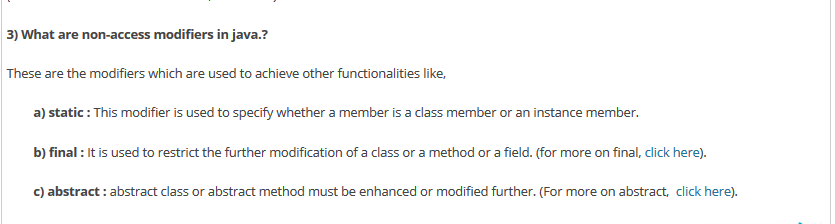 3) What are non-access modifiers in java.?
These are the modifiers which are used to achieve other functionalities like,
a) static : This modifier is used to specify whether a member is a class member or an instance member.
b) final : It is used to restrict the further modification of a class or a method or a field. (for more on final, click here).
c) abstract : abstract class or abstract method must be enhanced or modified further. (For more on abstract,  click here).